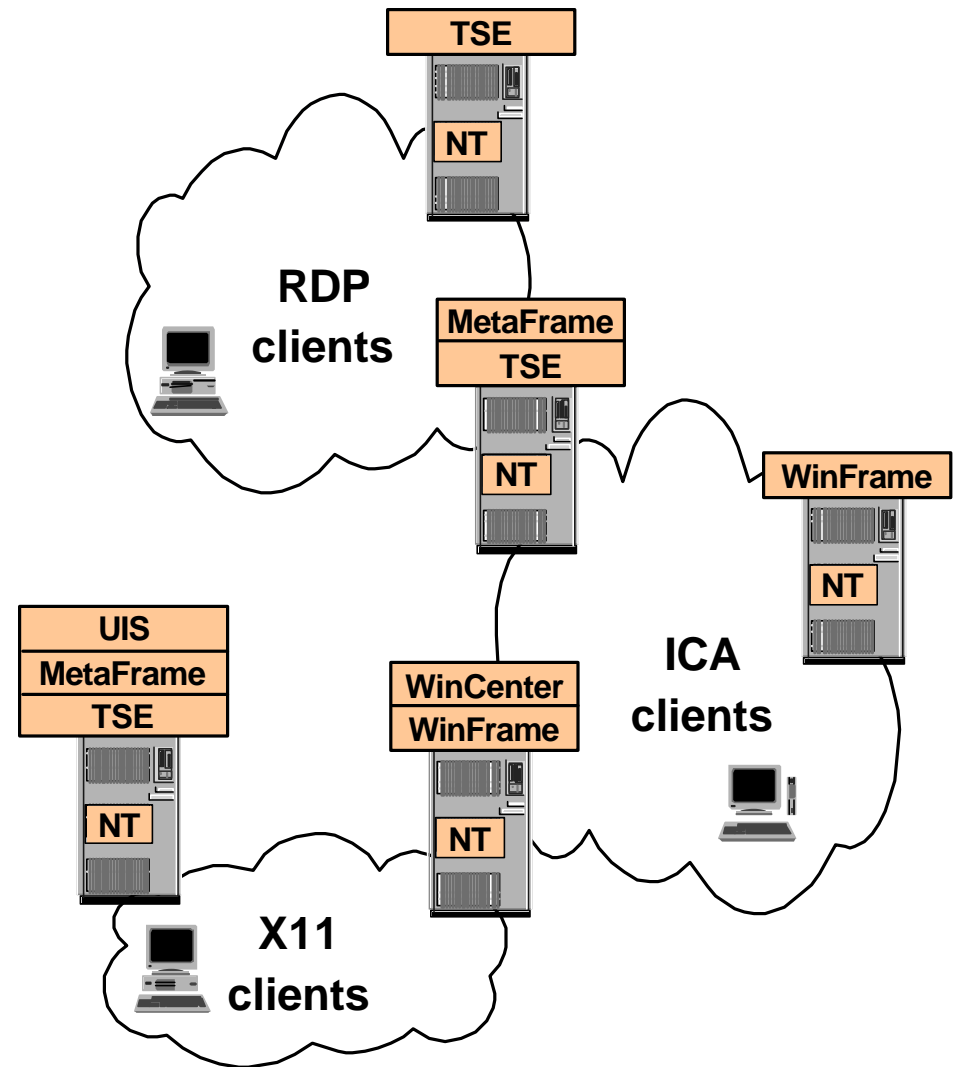 TSE
NT
RDP
clients
MetaFrame
TSE
NT
WinFrame
NT
ICA
clients
UIS
MetaFrame
TSE
NT
WinCenter
WinFrame
NT
X11
clients